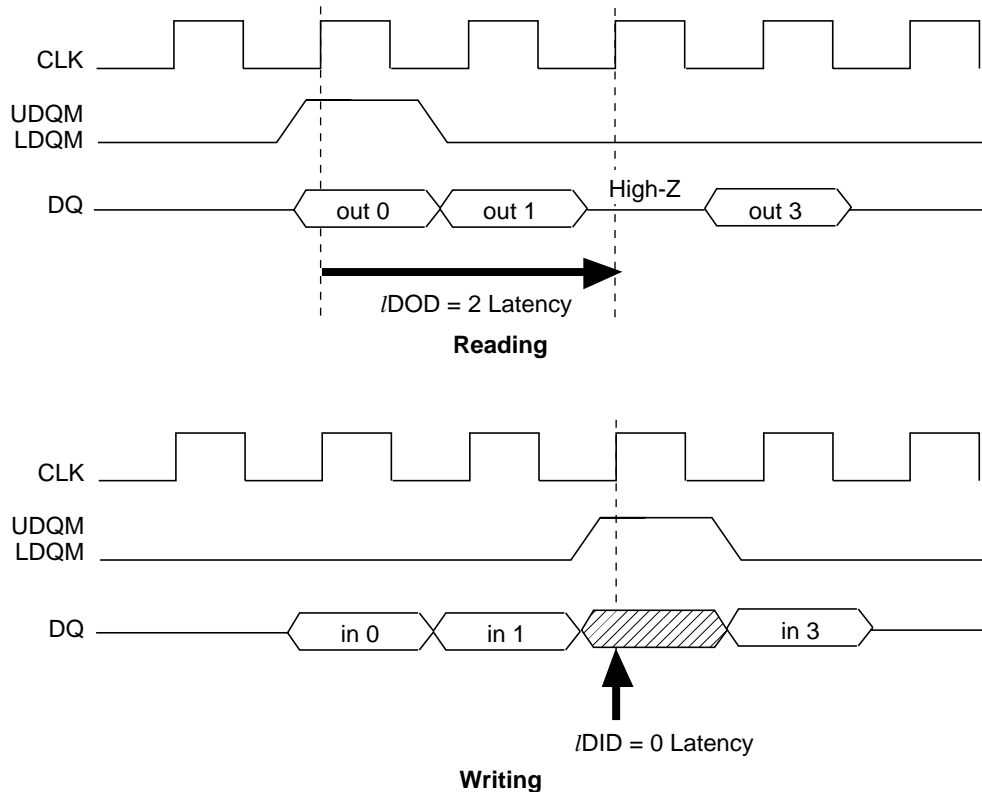 CLK
UDQM
LDQM
DQ
out 0
out 1
High-Z
out 3
lDOD = 2 Latency
Reading
CLK
UDQM
LDQM
DQ
in 0
in 1
in 3
lDID = 0 Latency
Writing